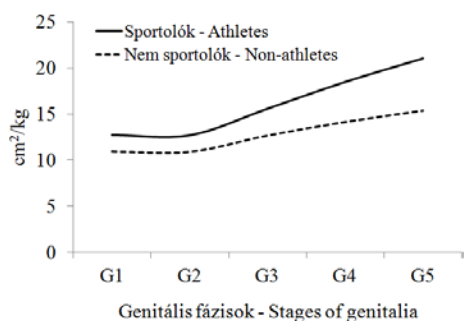 Sportolók - Athletes
Nem sportolók - Non-athletes
25
20
15
10
5
0
cm²/kg
G1 G2 G3 G4 G5
Genitális fázisok - Stages of genitalia